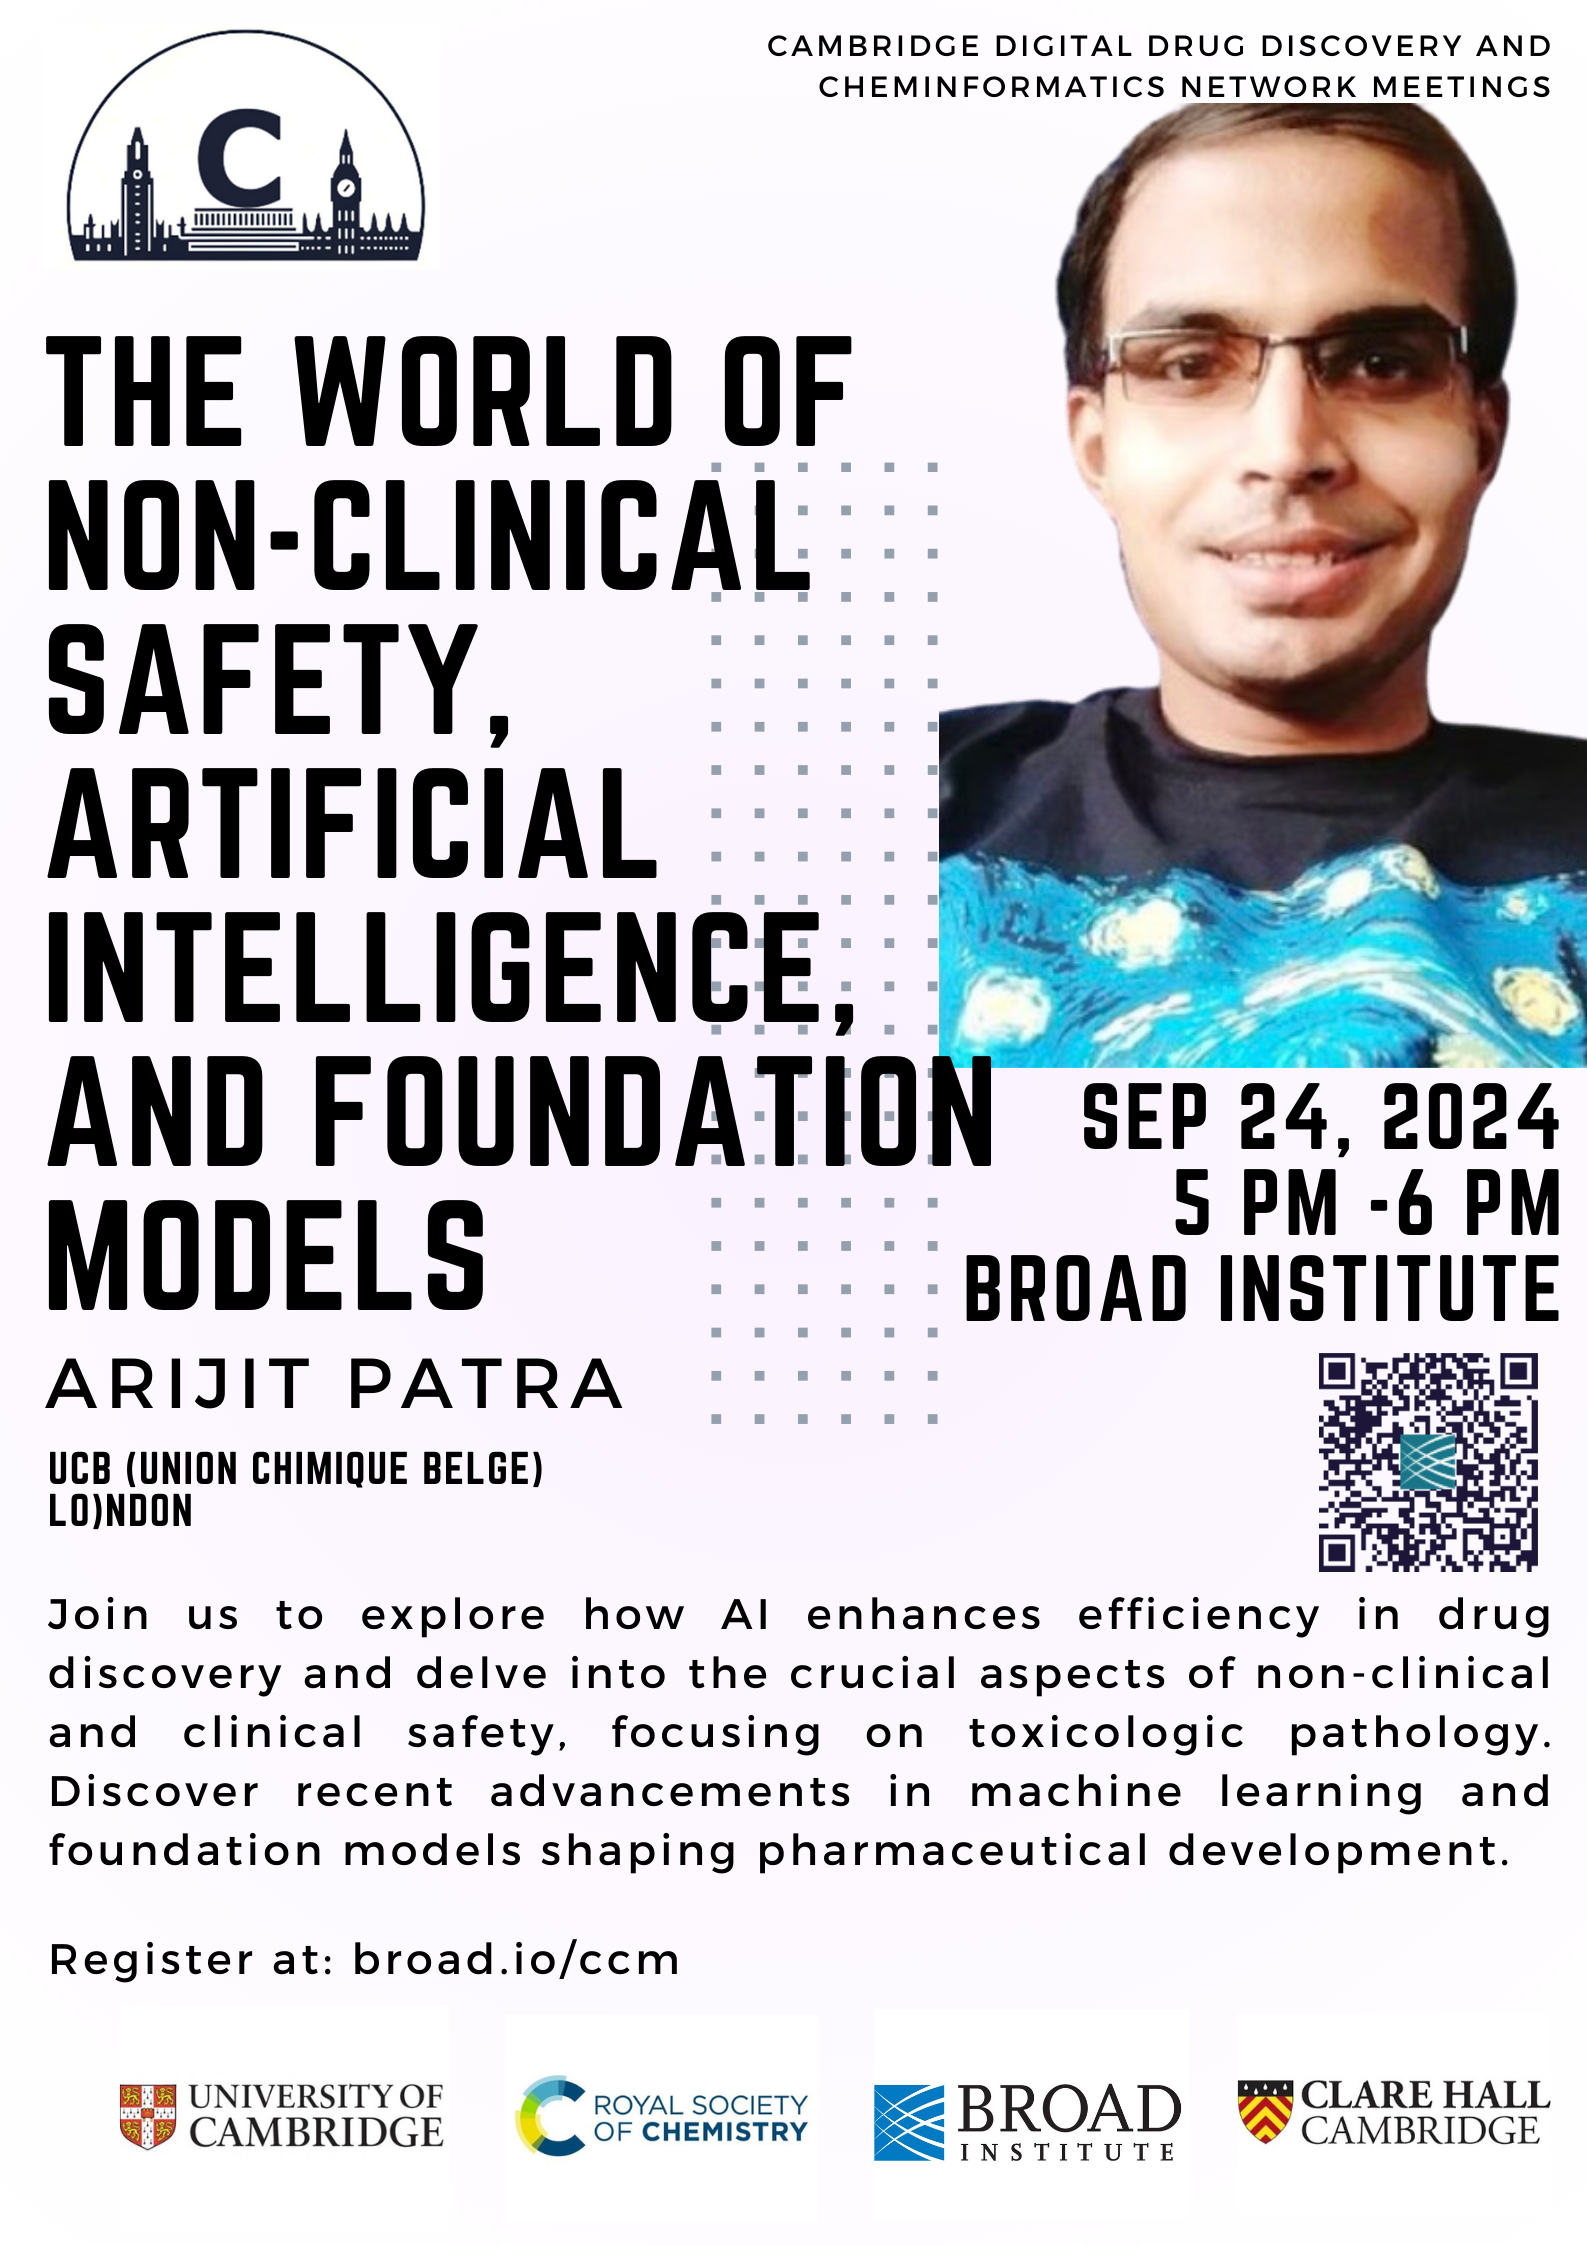 CAMBRIDGE DIGITAL DRUG DISCOVERY AND
CHEMINFORMATICS NETWORK MEETINGS
C
THE WORLD OF
NON-CLINICAL
SAFETY,
ARTIFICIAL
INTELLIGENCE,
AND FOUNDATION
MODELS
SEP 24, 2024
5 PM -6 PM
BROAD INSTITUTE
ARIJIT PATRA
UCB (UNION CHIMIQUE BELGE)
LO)NDON
Join us to explore how AI enhances efficiency in drug
discovery and delve into the crucial aspects of non-clinical
and clinical safety, focusing on toxicologic pathology.
Discover recent advancements in machine learning and
foundation models shaping pharmaceutical development.
Register at: broad.io/ccm
UNIVERSITY OF
CAMBRIDGE
ROYAL SOCIETY
OF CHEMISTRY
BROAD
INSTITUTE
CLARE HALL
CAMBRIDGE